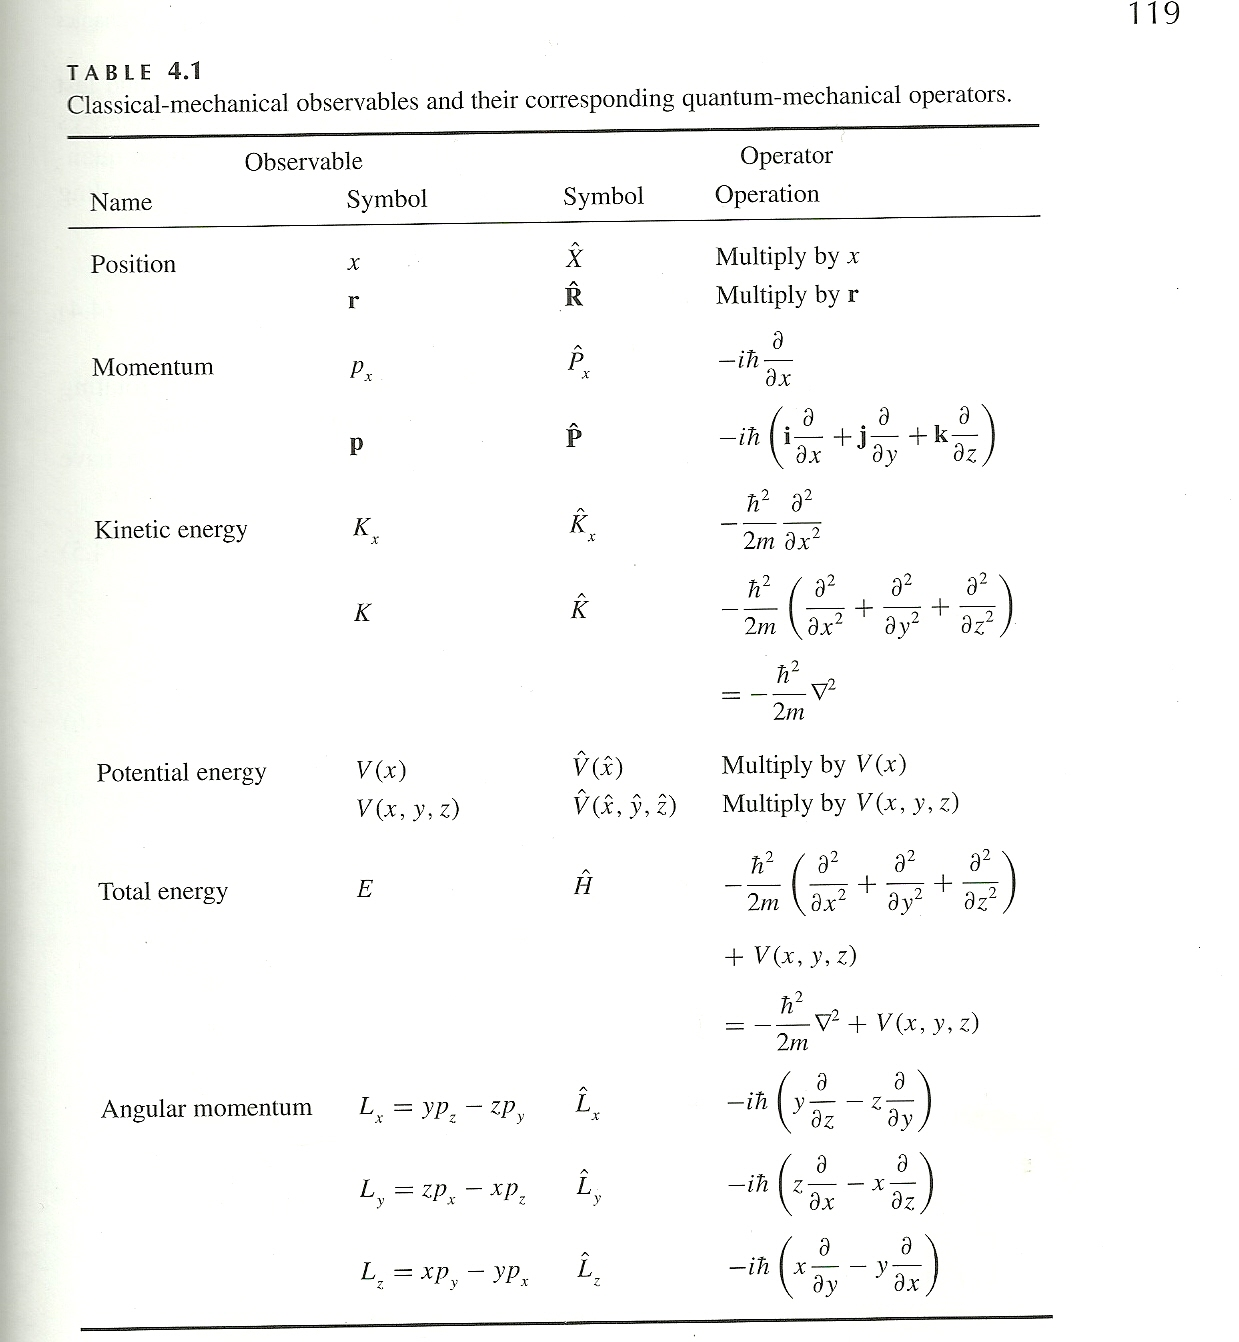 119
TABLE 4.1
Classical-mechanical observables and their corresponding quantum-mechanical operators.
Observable Operator
Name Symbol Symbol Operation
Position x X̂ Multiply by x
r R̂ Multiply by r
Momentum pₓ P̂ₓ −iħ ∂/∂x
p P̂ −iħ (i ∂/∂x + j ∂/∂y + k ∂/∂z)
Kinetic energy Kₓ K̂ₓ −ħ²/2m ∂²/∂x²
K K̂ −ħ²/2m (∂²/∂x² + ∂²/∂y² + ∂²/∂z²)
= −ħ²/2m ∇²
Potential energy V(x) V̂(x̂) Multiply by V(x)
V(x, y, z) V̂(x̂, ŷ, ẑ) Multiply by V(x, y, z)
Total energy E Ĥ −ħ²/2m (∂²/∂x² + ∂²/∂y² + ∂²/∂z²)
+ V(x, y, z)
= −ħ²/2m ∇² + V(x, y, z)
Angular momentum L_x = yp_z − zp_y L̂_x −iħ (y ∂/∂z − z ∂/∂y)
L_y = zp_x − xp_z L̂_y −iħ (z ∂/∂x − x ∂/∂z)
L_z = xp_y − yp_x L̂_z −iħ (x ∂/∂y − y ∂/∂x)